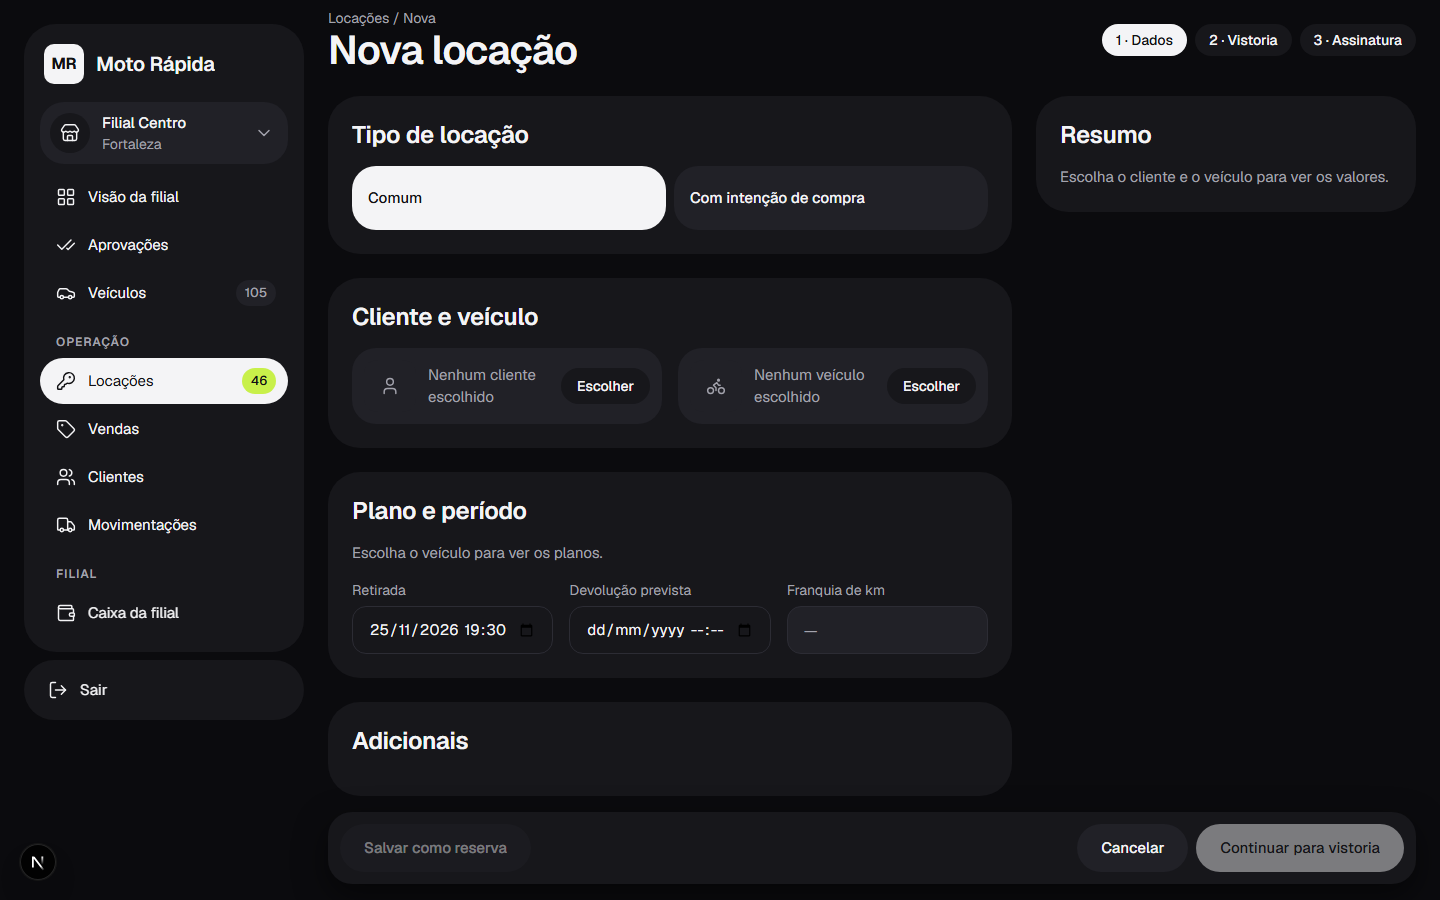 MR
Moto Rápida
Filial Centro
Fortaleza
Visão da filial
Aprovações
Veículos 105
OPERAÇÃO
Locações 46
Vendas
Clientes
Movimentações
FILIAL
Caixa da filial
Sair
N
Locações / Nova
Nova locação
1 · Dados
2 · Vistoria
3 · Assinatura
Tipo de locação
Comum
Com intenção de compra
Cliente e veículo
Nenhum cliente
escolhido
Escolher
Nenhum veículo
escolhido
Escolher
Plano e período
Escolha o veículo para ver os planos.
Retirada
25/11/2026 19:30
Devolução prevista
dd/mm/yyyy --:--
Franquia de km
—
Adicionais
Resumo
Escolha o cliente e o veículo para ver os valores.
Salvar como reserva
Cancelar
Continuar para vistoria